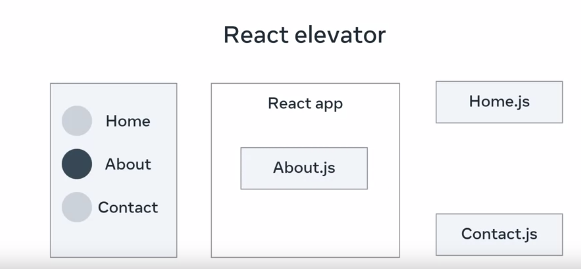 React elevator
Home
About
Contact
React app
About.js
Home.js
Contact.js